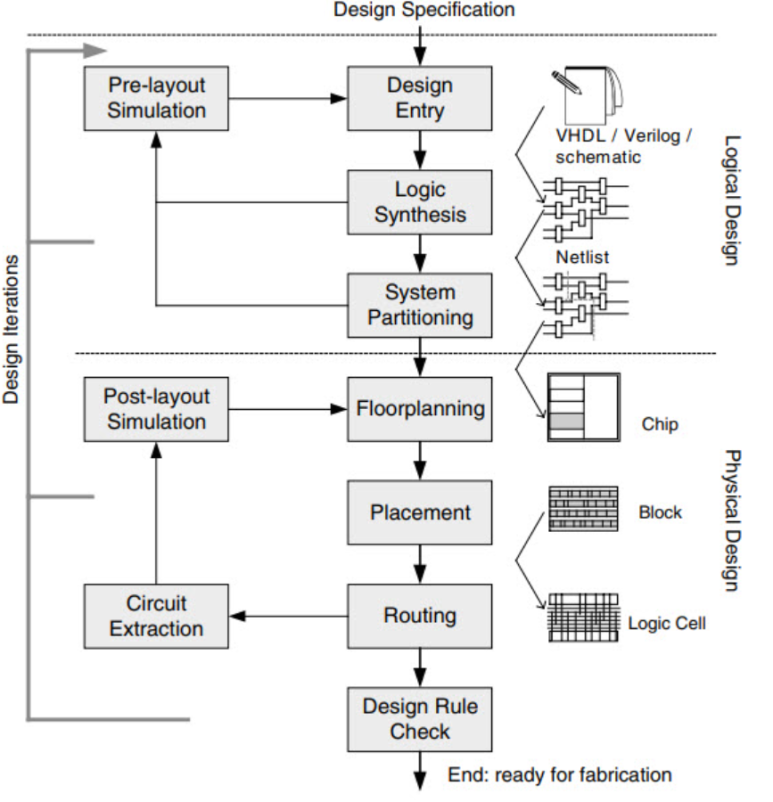 Design Specification
Pre-layout
Simulation
Design
Entry
VHDL / Verilog /
schematic
Logic
Synthesis
Netlist
System
Partitioning
Logical Design
Design Iterations
Post-layout
Simulation
Floorplanning
Chip
Placement
Block
Physical Design
Circuit
Extraction
Routing
Logic Cell
Design Rule
Check
End: ready for fabrication